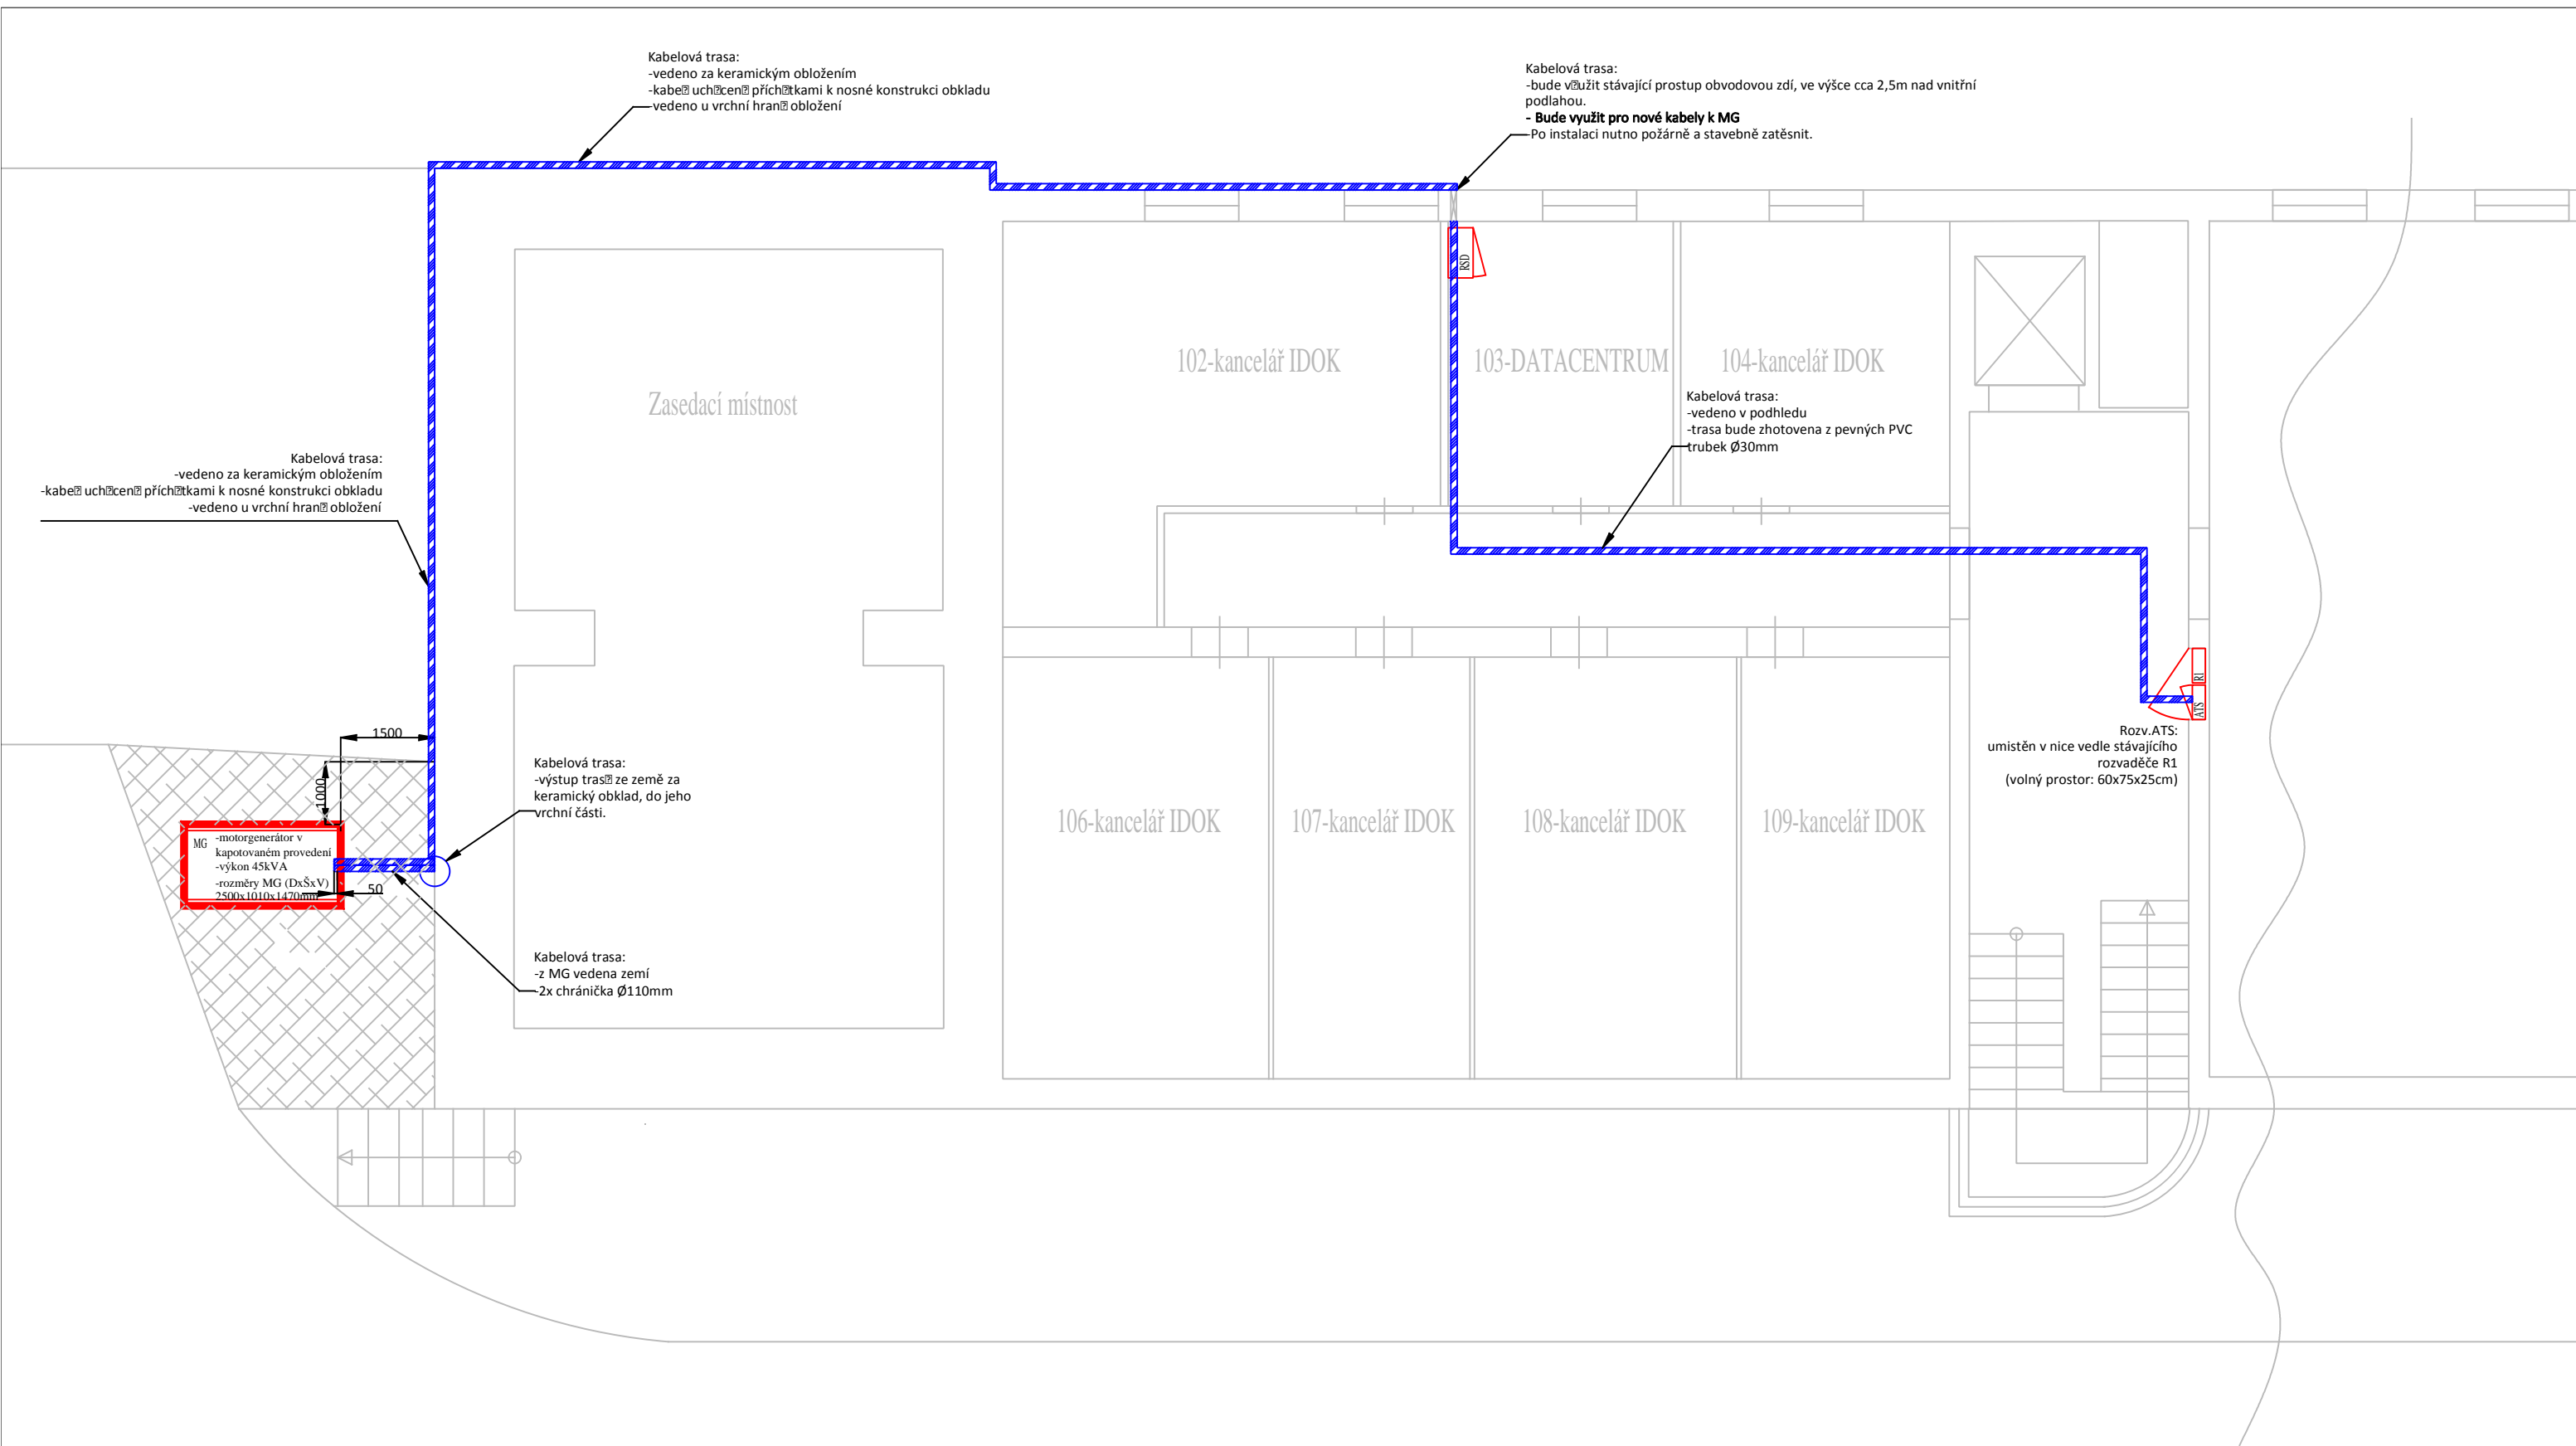 Kabelová trasa:
-vedeno za keramickým obložením
-kabe⍰ uch⍰cen⍰ přích⍰tkami k nosné konstrukci obkladu
-vedeno u vrchní hran⍰ obložení
Kabelová trasa:
-bude v⍰užit stávající prostup obvodovou zdí, ve výšce cca 2,5m nad vnitřní
podlahou.
- Bude využit pro nové kabely k MG
-Po instalaci nutno požárně a stavebně zatěsnit.
RSD
102-kancelář IDOK
103-DATACENTRUM
104-kancelář IDOK
Zasedací místnost
Kabelová trasa:
-vedeno v podhledu
-trasa bude zhotovena z pevných PVC
trubek Ø30mm
Kabelová trasa:
-vedeno za keramickým obložením
-kabe⍰ uch⍰cen⍰ přích⍰tkami k nosné konstrukci obkladu
-vedeno u vrchní hran⍰ obložení
R1
ATS
Rozv.ATS:
umistěn v nice vedle stávajícího
rozvaděče R1
(volný prostor: 60x75x25cm)
1500
1000
Kabelová trasa:
-výstup tras⍰ ze země za
keramický obklad, do jeho
vrchní části.
106-kancelář IDOK
107-kancelář IDOK
108-kancelář IDOK
109-kancelář IDOK
MG
-motorgenerátor v
kapotovaném provedení
-výkon 45kVA
-rozměry MG (DxŠxV)
2500x1010x1470mm
50
Kabelová trasa:
-z MG vedena zemí
-2x chránička Ø110mm